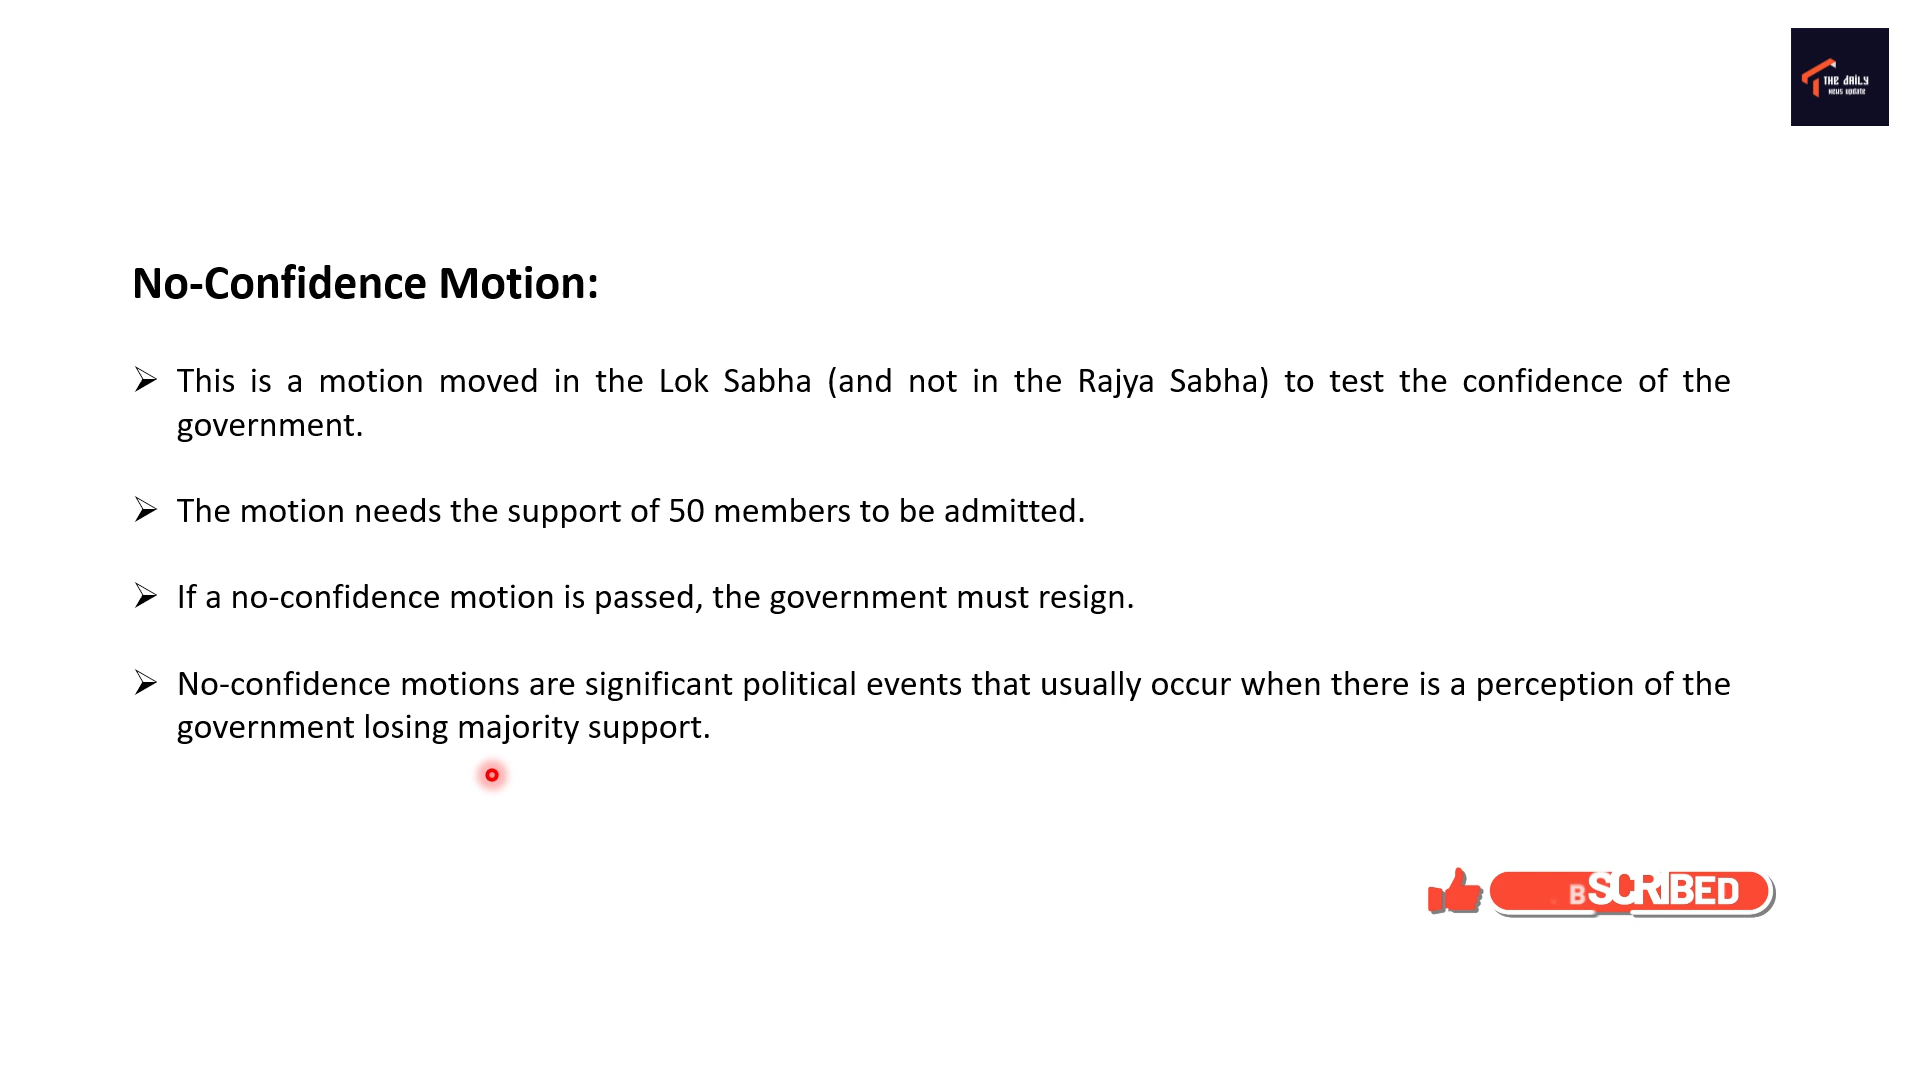 THE DAILY
news update
No-Confidence Motion:
This is a motion moved in the Lok Sabha (and not in the Rajya Sabha) to test the confidence of the
government.
The motion needs the support of 50 members to be admitted.
If a no-confidence motion is passed, the government must resign.
No-confidence motions are significant political events that usually occur when there is a perception of the
government losing majority support.